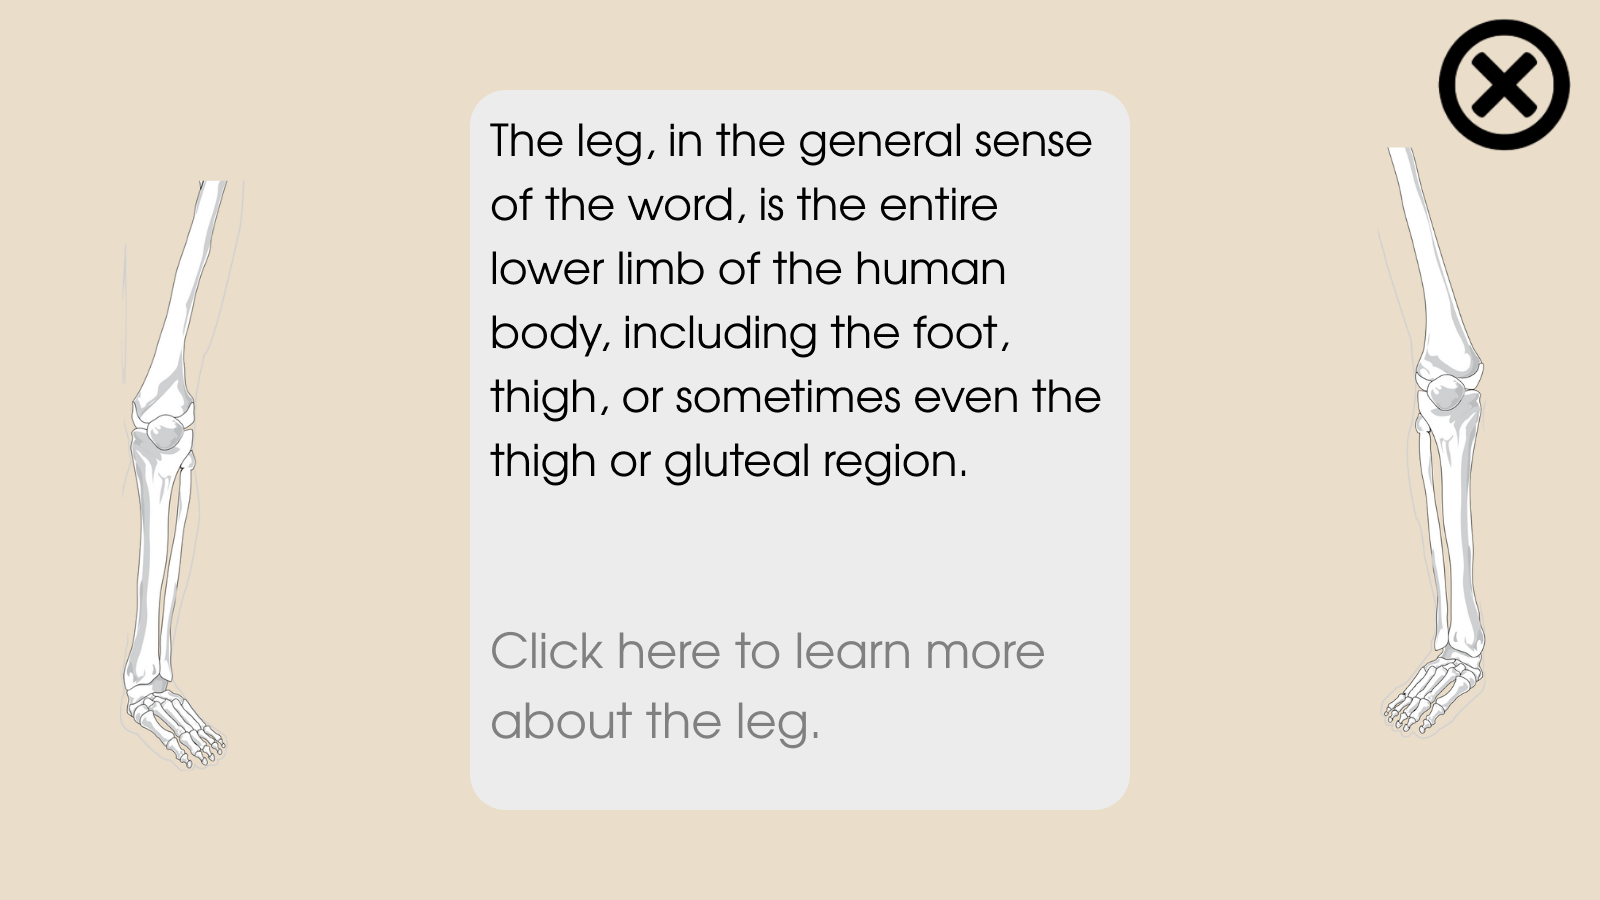 The leg, in the general sense
of the word, is the entire
lower limb of the human
body, including the foot,
thigh, or sometimes even the
thigh or gluteal region.
Click here to learn more
about the leg.